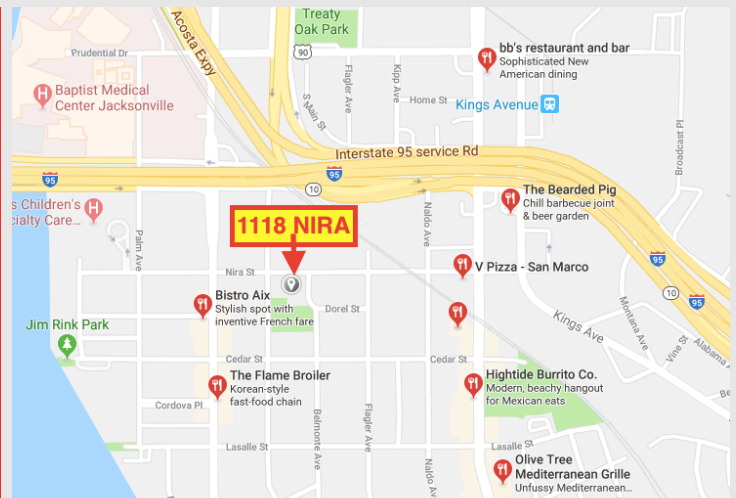 Treaty
Oak Park
Acosta Expy
90
Prudential Dr
Flagler Ave
Kipp Ave
S Main St
Home St
bb's restaurant and bar
Sophisticated New
American dining
Kings Avenue
Baptist Medical
Center Jacksonville
Broadcast Pl
Interstate 95 service Rd
95
95
10
s Children's
cialty Care...
The Bearded Pig
Chill barbecue joint
& beer garden
1118 NIRA
Palm Ave
Naldo Ave
Nira St
V Pizza - San Marco
95
10
95
Bistro Aix
Stylish spot with
inventive French fare
Dorel St
Jim Rink Park
Kings Ave
Montana Ave
Vine St
Alabama A
Cedar St
Cedar St
The Flame Broiler
Korean-style
fast-food chain
Hightide Burrito Co.
Modern, beachy hangout
for Mexican eats
Be
Cordova Pl
Belmonte Ave
Flagler Ave
Lasalle St
Lasalle St
Naldo Av
Olive Tree
Mediterranean Grille
Unfussy Mediterranean...